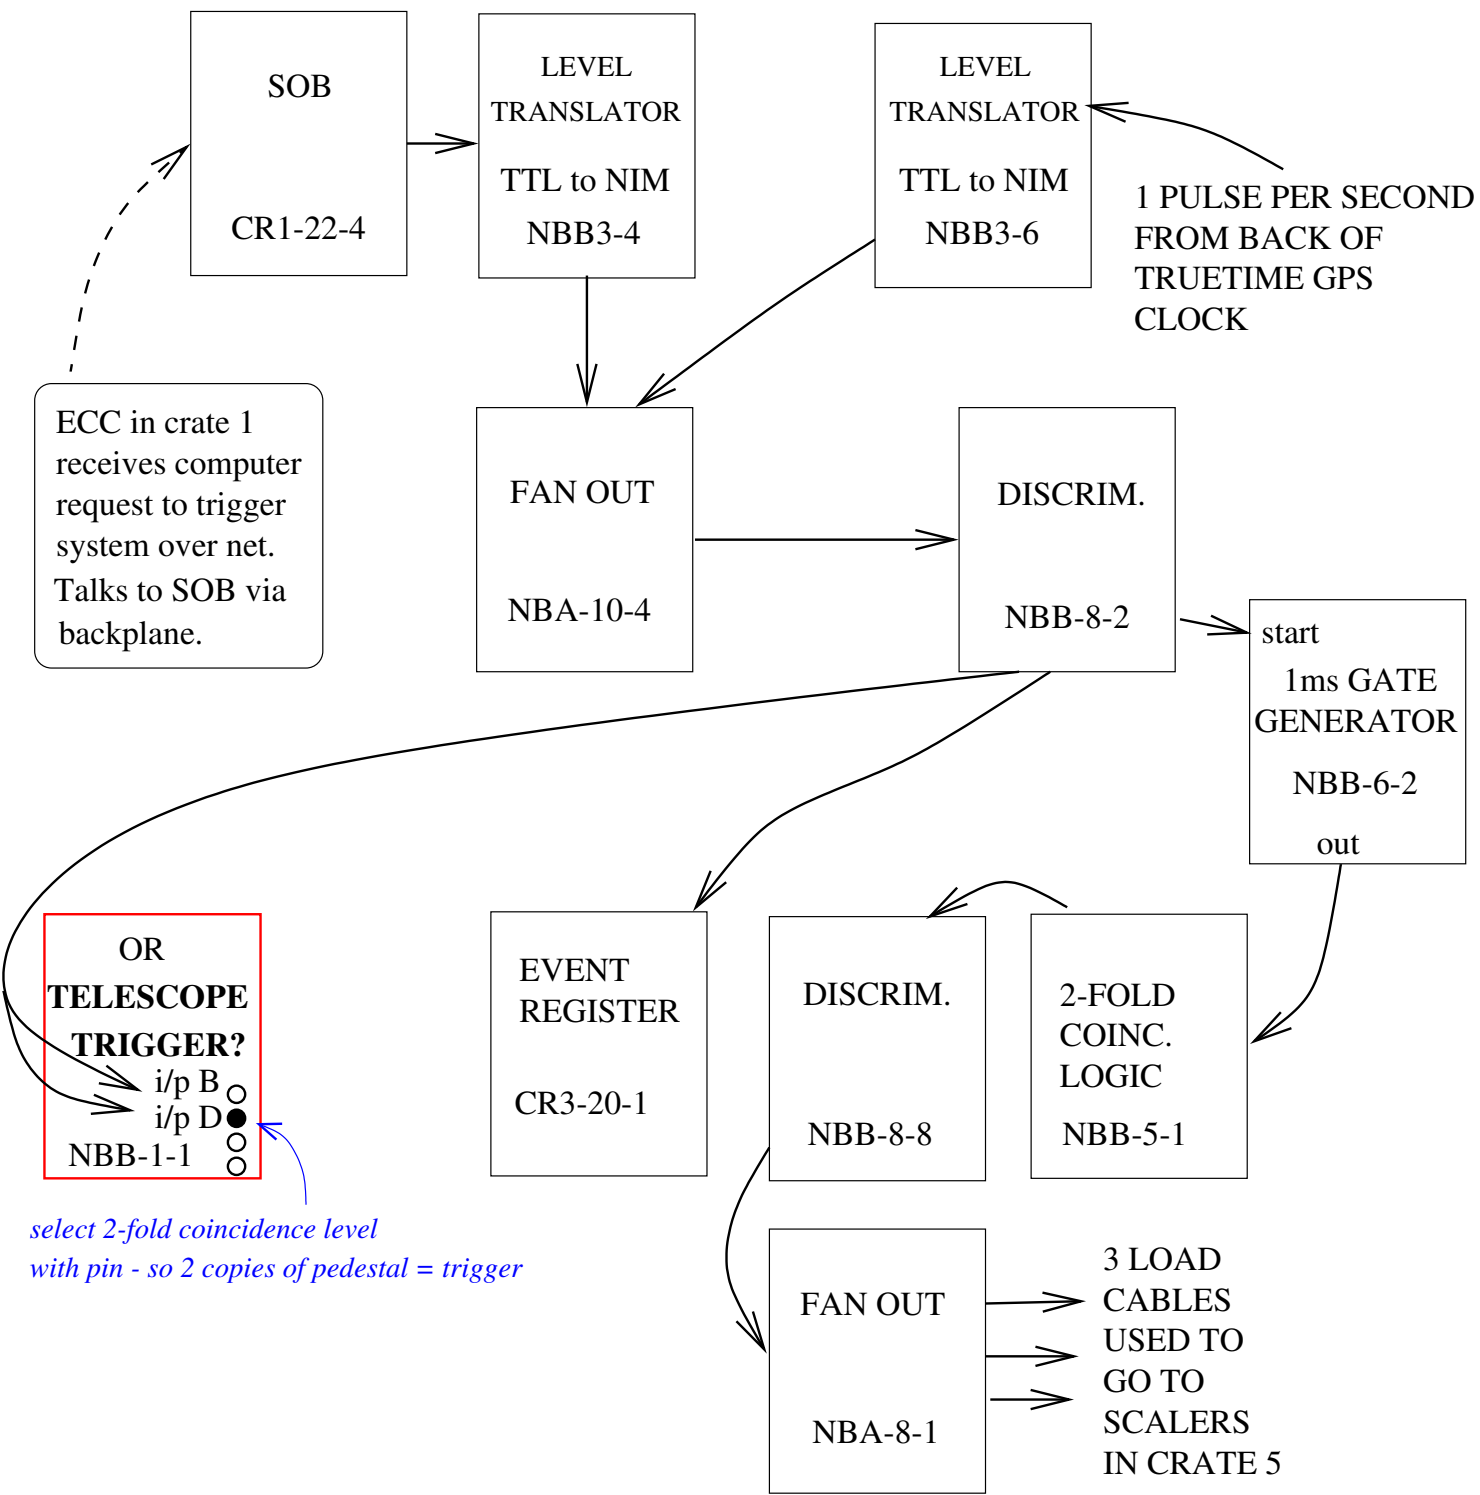 SOB
CR1-22-4
LEVEL
TRANSLATOR
TTL to NIM
NBB3-4
LEVEL
TRANSLATOR
TTL to NIM
NBB3-6
1 PULSE PER SECOND
FROM BACK OF
TRUETIME GPS
CLOCK
ECC in crate 1
receives computer
request to trigger
system over net.
Talks to SOB via
backplane.
FAN OUT
NBA-10-4
DISCRIM.
NBB-8-2
start
1ms GATE
GENERATOR
NBB-6-2
out
OR
TELESCOPE
TRIGGER?
i/p B
i/p D
NBB-1-1
select 2-fold coincidence level
with pin - so 2 copies of pedestal = trigger
EVENT
REGISTER
CR3-20-1
DISCRIM.
NBB-8-8
2-FOLD
COINC.
LOGIC
NBB-5-1
FAN OUT
NBA-8-1
3 LOAD
CABLES
USED TO
GO TO
SCALERS
IN CRATE 5